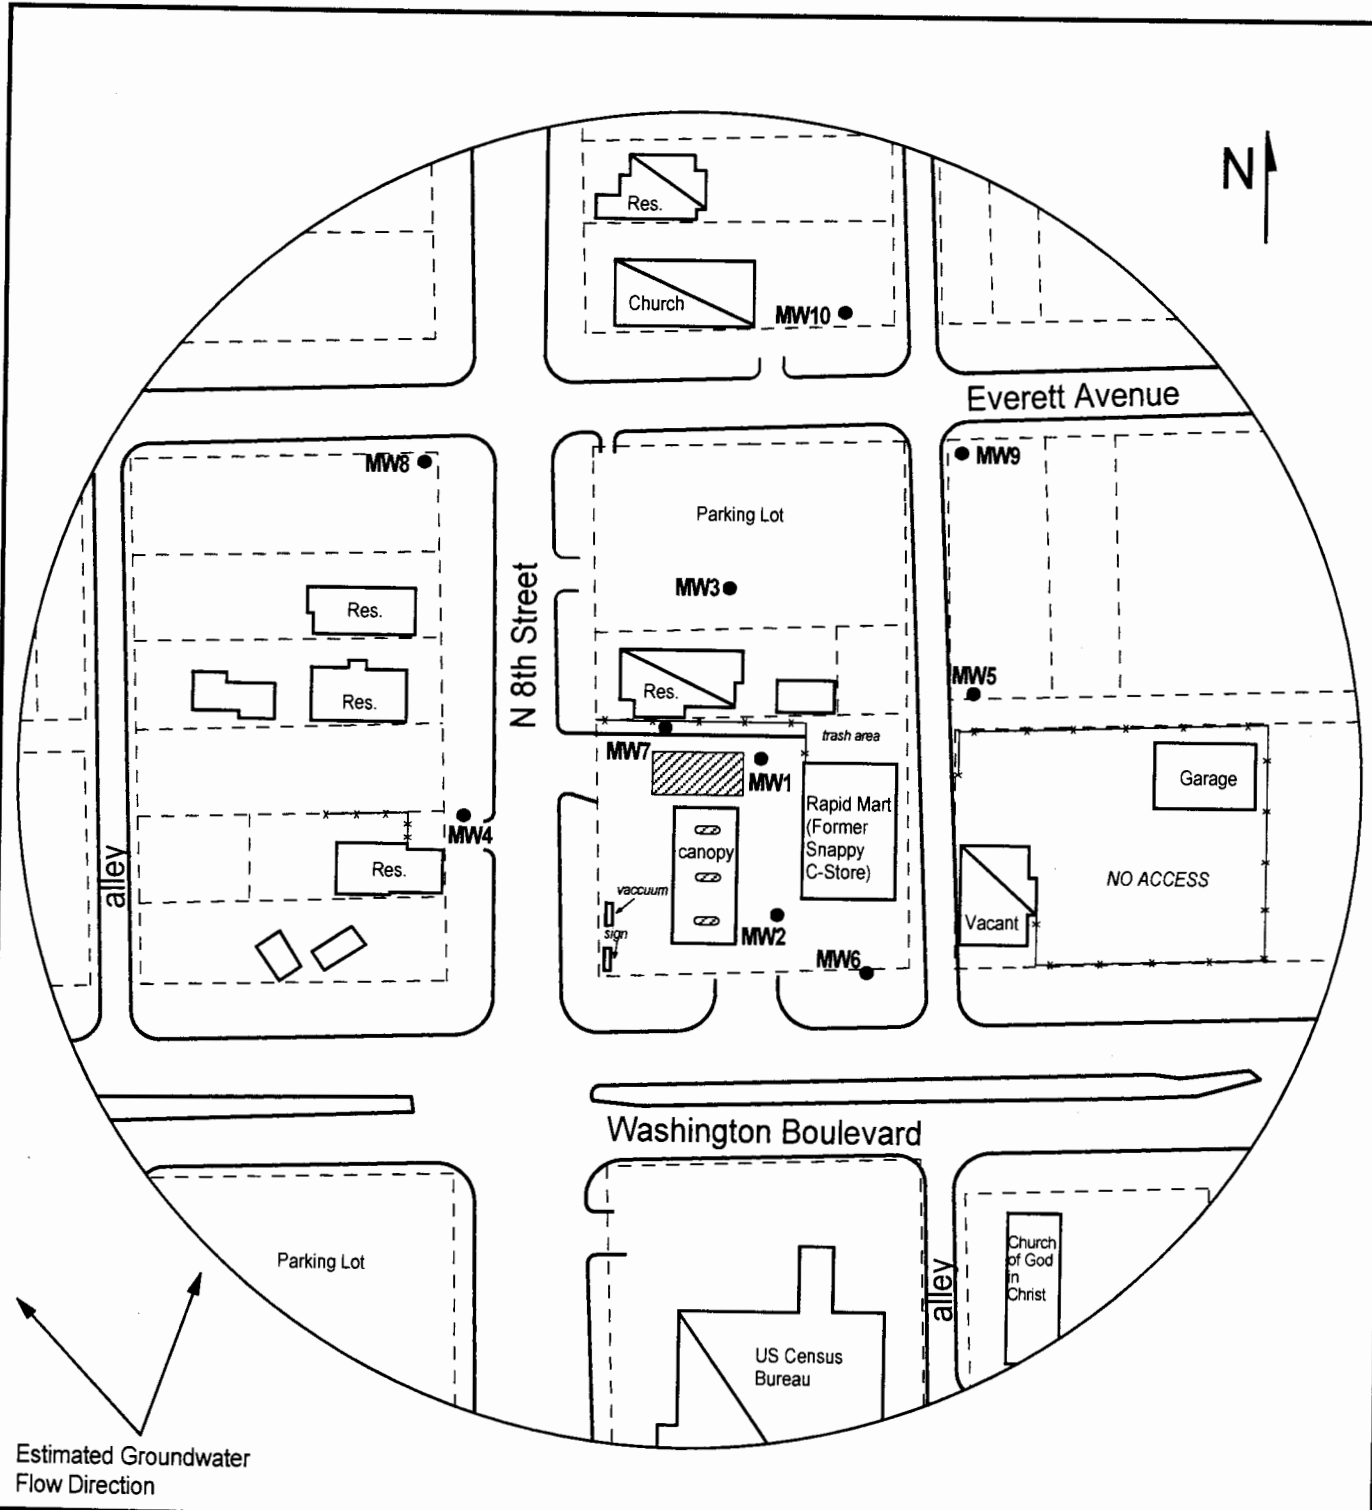 N
Res.
Church
MW10
Everett Avenue
MW8
MW9
Parking Lot
N 8th Street
MW3
Res.
Res.
Res.
MW5
trash area
MW7
MW1
Garage
Rapid Mart
(Former
Snappy
C-Store)
MW4
canopy
Res.
alley
NO ACCESS
vaccuum
Vacant
sign
MW2
MW6
Washington Boulevard
Parking Lot
alley
Church
of God
in
Christ
US Census
Bureau
Estimated Groundwater
Flow Direction